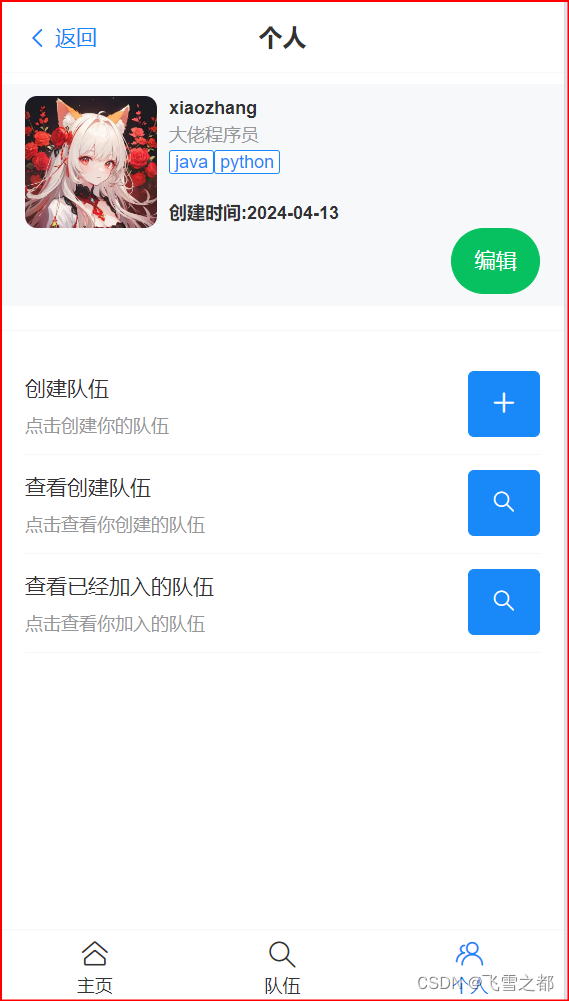 返回
个人
xiaozhang
大佬程序员
java python
创建时间:2024-04-13
编辑
创建队伍
点击创建你的队伍
查看创建队伍
点击查看你创建的队伍
查看已经加入的队伍
点击查看你加入的队伍
主页
队伍
个人
CSDN @飞雪之都